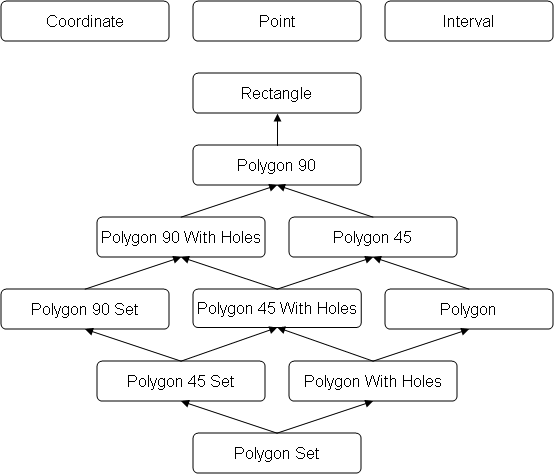 Coordinate
Point
Interval
Rectangle
Polygon 90
Polygon 90 With Holes
Polygon 45
Polygon 90 Set
Polygon 45 With Holes
Polygon
Polygon 45 Set
Polygon With Holes
Polygon Set